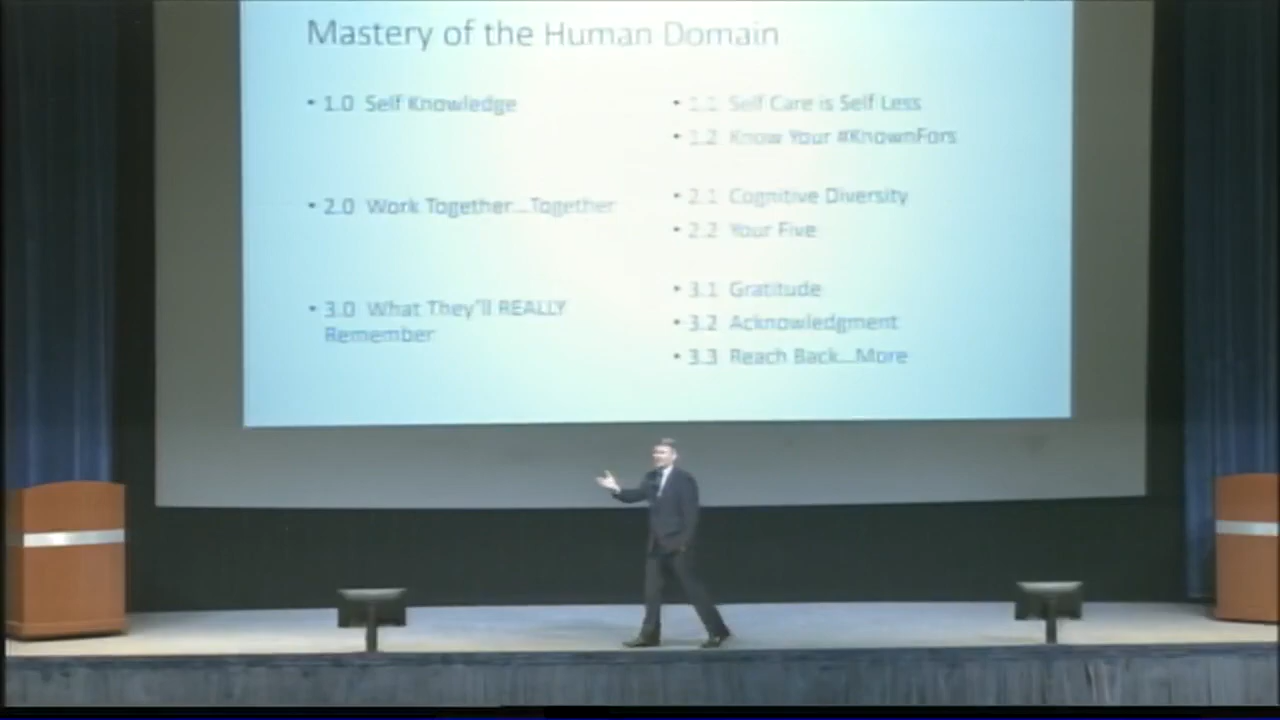 Mastery of the Human Domain
• 1.0 Self Knowledge
• 2.0 Work Together...Together
• 3.0 What They'll REALLY
Remember
• 1.1 Self Care is Self Less
• 1.2 Know Your #KnownFors
• 2.1 Cognitive Diversity
• 2.2 Your Five
• 3.1 Gratitude
• 3.2 Acknowledgment
• 3.3 Reach Back...More